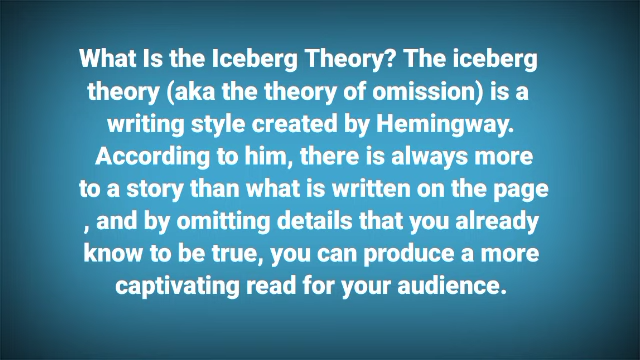 What Is the Iceberg Theory? The iceberg
theory (aka the theory of omission) is a
writing style created by Hemingway.
According to him, there is always more
to a story than what is written on the page
, and by omitting details that you already
know to be true, you can produce a more
captivating read for your audience.